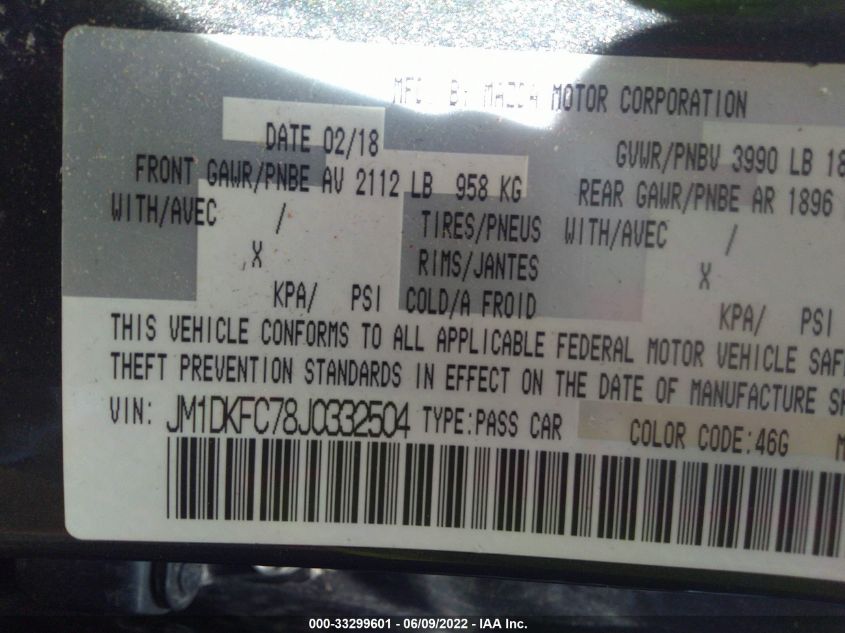 MFD BY MAZDA MOTOR CORPORATION
DATE 02/18 GVWR/PNBV 3990 LB 18
FRONT GAWR/PNBE AV 2112 LB 958 KG REAR GAWR/PNBE AR 1896
WITH/AVEC / TIRES/PNEUS WITH/AVEC /
X RIMS/JANTES X
KPA/ PSI COLD/A FROID KPA/ PSI
THIS VEHICLE CONFORMS TO ALL APPLICABLE FEDERAL MOTOR VEHICLE SAF
THEFT PREVENTION STANDARDS IN EFFECT ON THE DATE OF MANUFACTURE SH
VIN: JM1DKFC78J0332504 TYPE:PASS CAR COLOR CODE:46G M
000-33299601 - 06/09/2022 - IAA Inc.